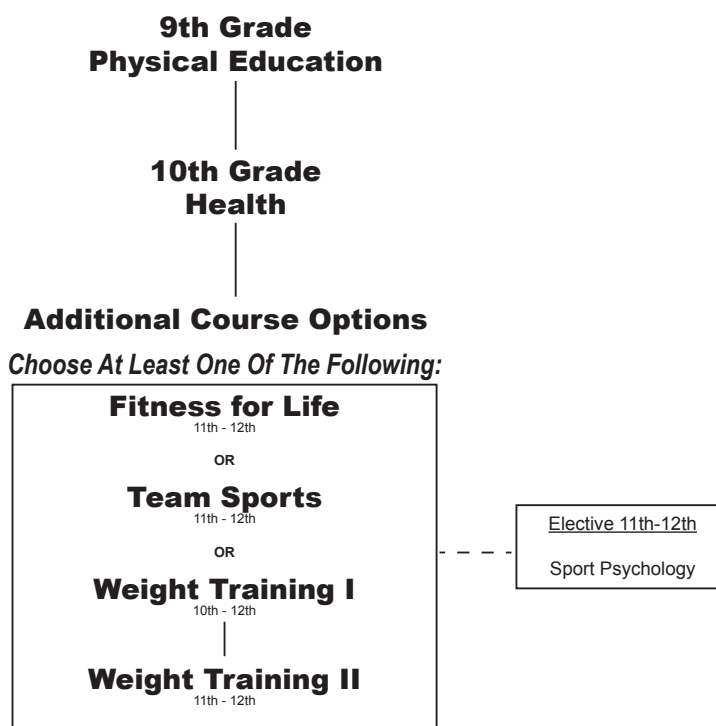 9th Grade
Physical Education
10th Grade
Health
Additional Course Options
Choose At Least One Of The Following:
Fitness for Life
11th - 12th
OR
Team Sports
11th - 12th
OR
Weight Training I
10th - 12th
Weight Training II
11th - 12th
Elective 11th-12th
Sport Psychology